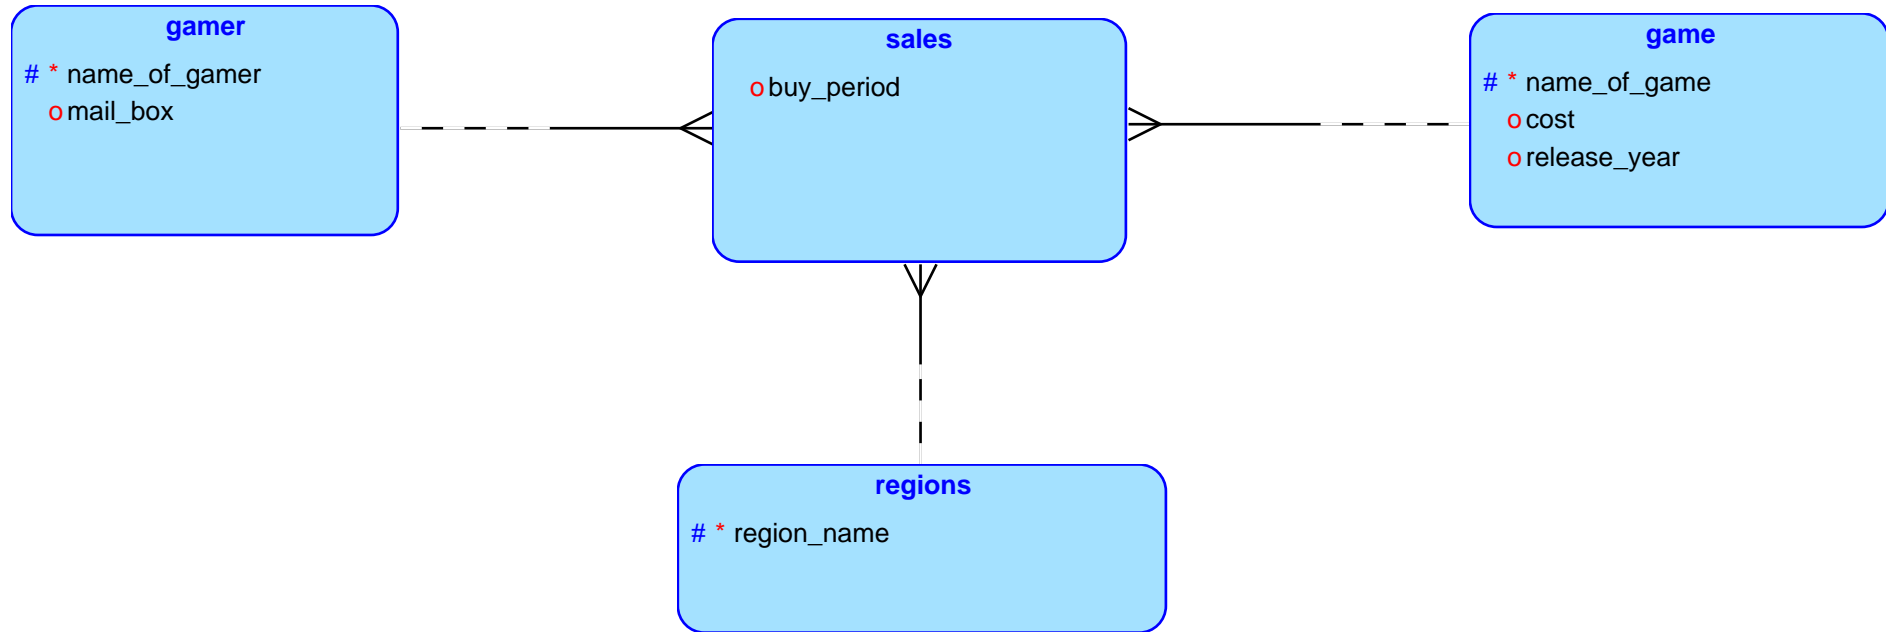 gamer
# * name_of_gamer
o mail_box
sales
o buy_period
game
# * name_of_game
o cost
o release_year
regions
# * region_name